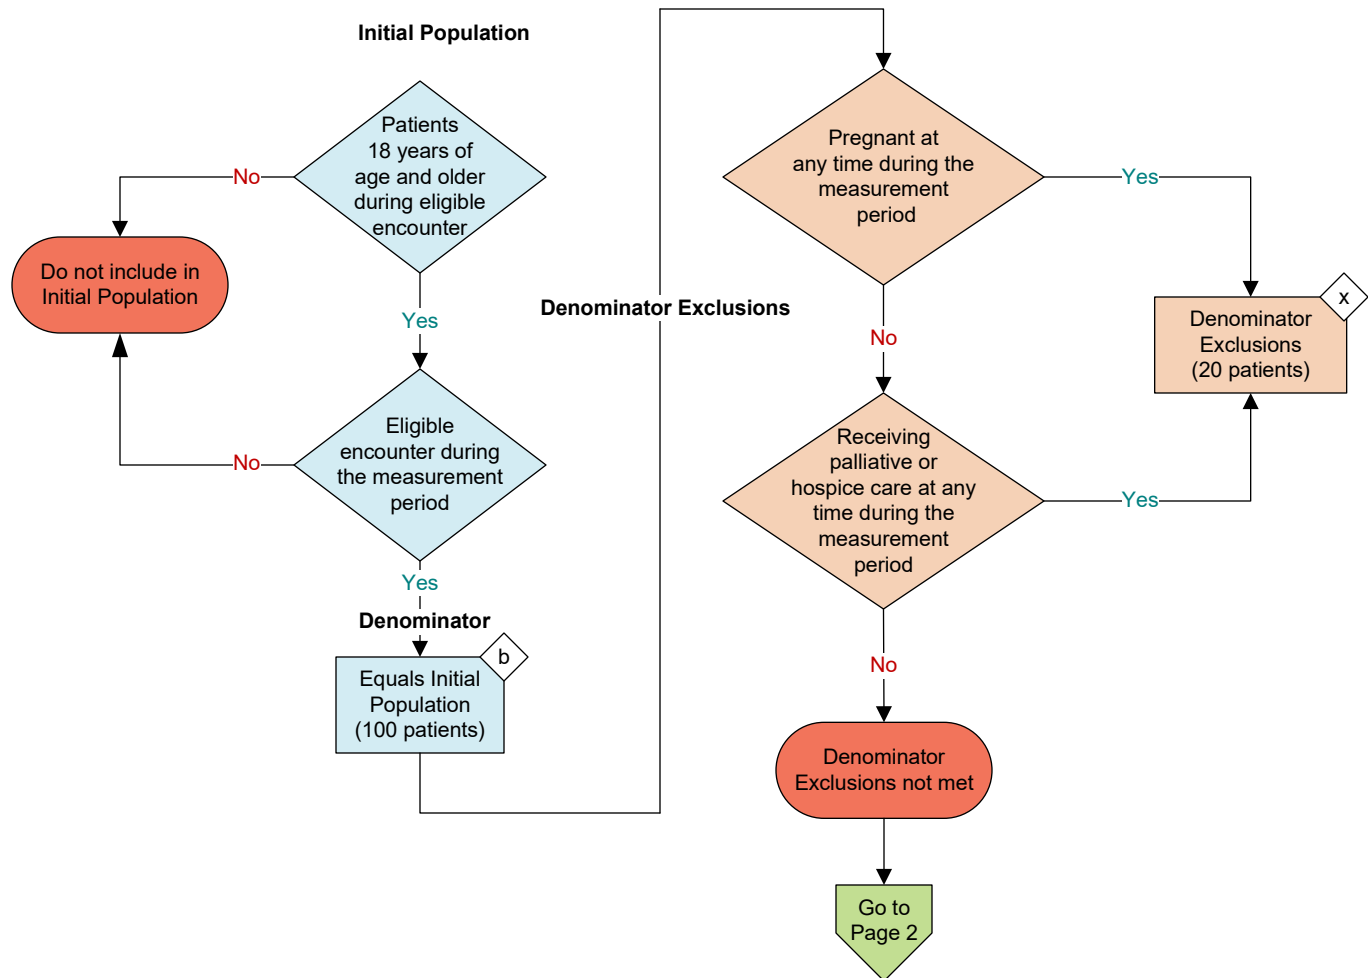 Initial Population
Patients
18 years of
age and older
during eligible
encounter
No
Do not include in
Initial Population
Yes
Eligible
encounter during
the measurement
period
No
Yes
Denominator
b
Equals Initial
Population
(100 patients)
Denominator Exclusions
Pregnant at
any time during the
measurement
period
Yes
x
Denominator
Exclusions
(20 patients)
No
Receiving
palliative or
hospice care at any
time during the
measurement
period
Yes
No
Denominator
Exclusions not met
Go to
Page 2